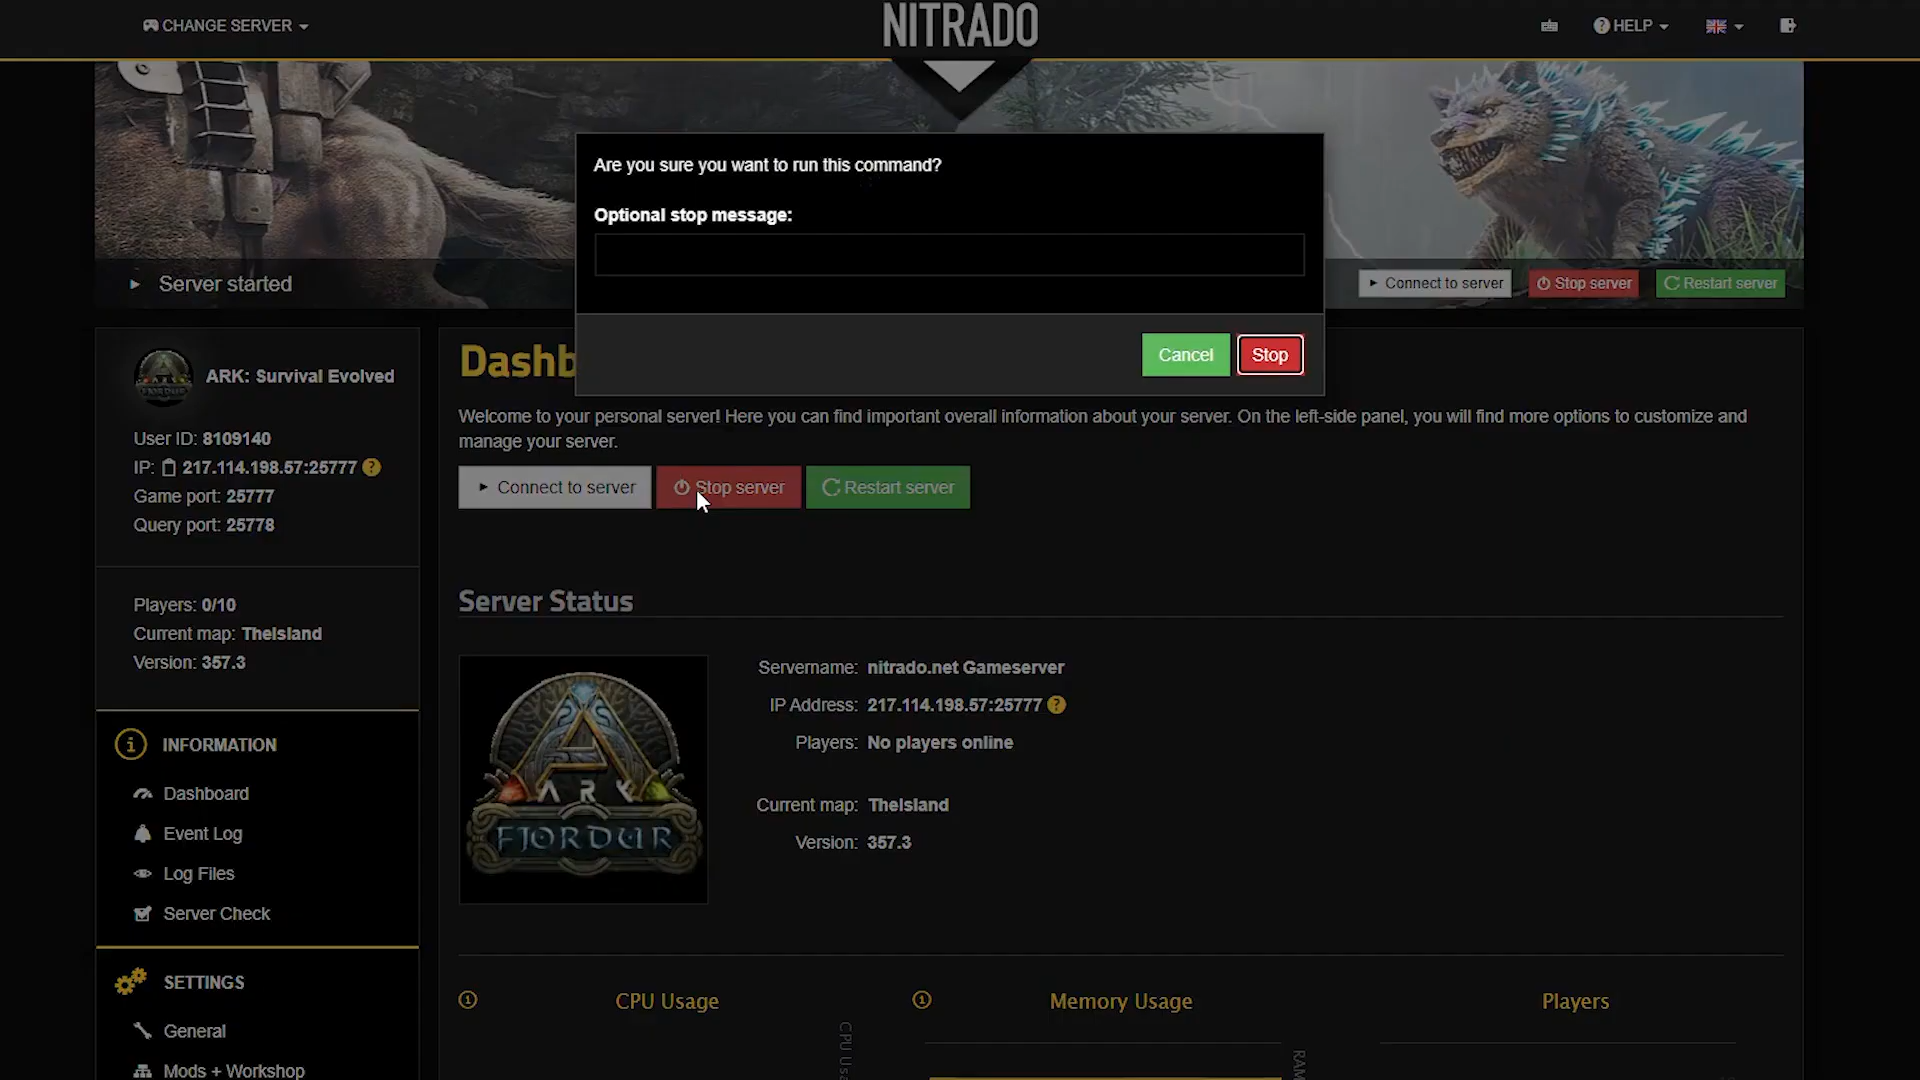 CHANGE SERVER
NITRADO
HELP
Are you sure you want to run this command?
Optional stop message:
Cancel
Stop
Server started
Connect to server
Stop server
Restart server
ARK: Survival Evolved
User ID: 8109140
IP: 217.114.198.57:25777 ?
Game port: 25777
Query port: 25778
Players: 0/10
Current map: TheIsland
Version: 357.3
INFORMATION
Dashboard
Event Log
Log Files
Server Check
SETTINGS
General
Mods + Workshop
Dashb
Welcome to your personal server! Here you can find important overall information about your server. On the left-side panel, you will find more options to customize and
manage your server.
Connect to server
Stop server
Restart server
Server Status
ARK
FJORDUR
Servername: nitrado.net Gameserver
IP Address: 217.114.198.57:25777 ?
Players: No players online
Current map: TheIsland
Version: 357.3
CPU Usage
CPU Usa
Memory Usage
RAM
Players